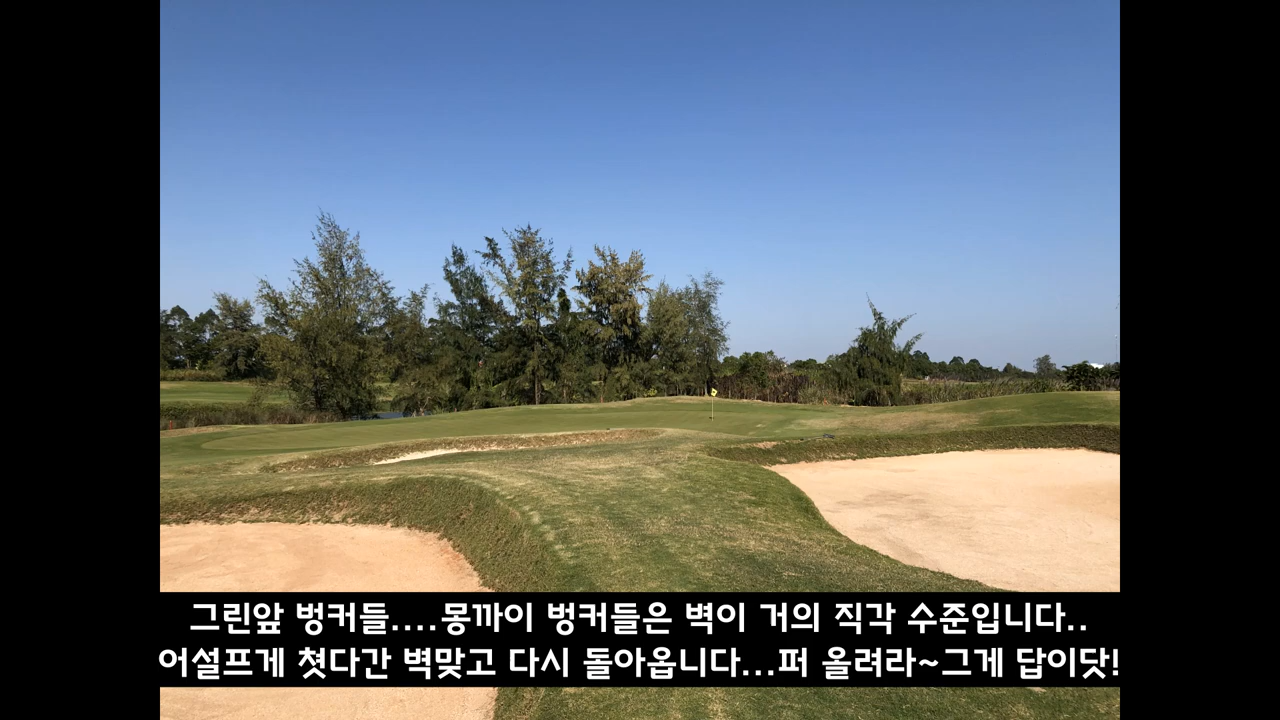 그린앞 벙커들....몽까이 벙커들은 벽이 거의 직각 수준입니다..
어설프게 쳣다간 벽맞고 다시 돌아옵니다...퍼 올려라~그게 답이닷!